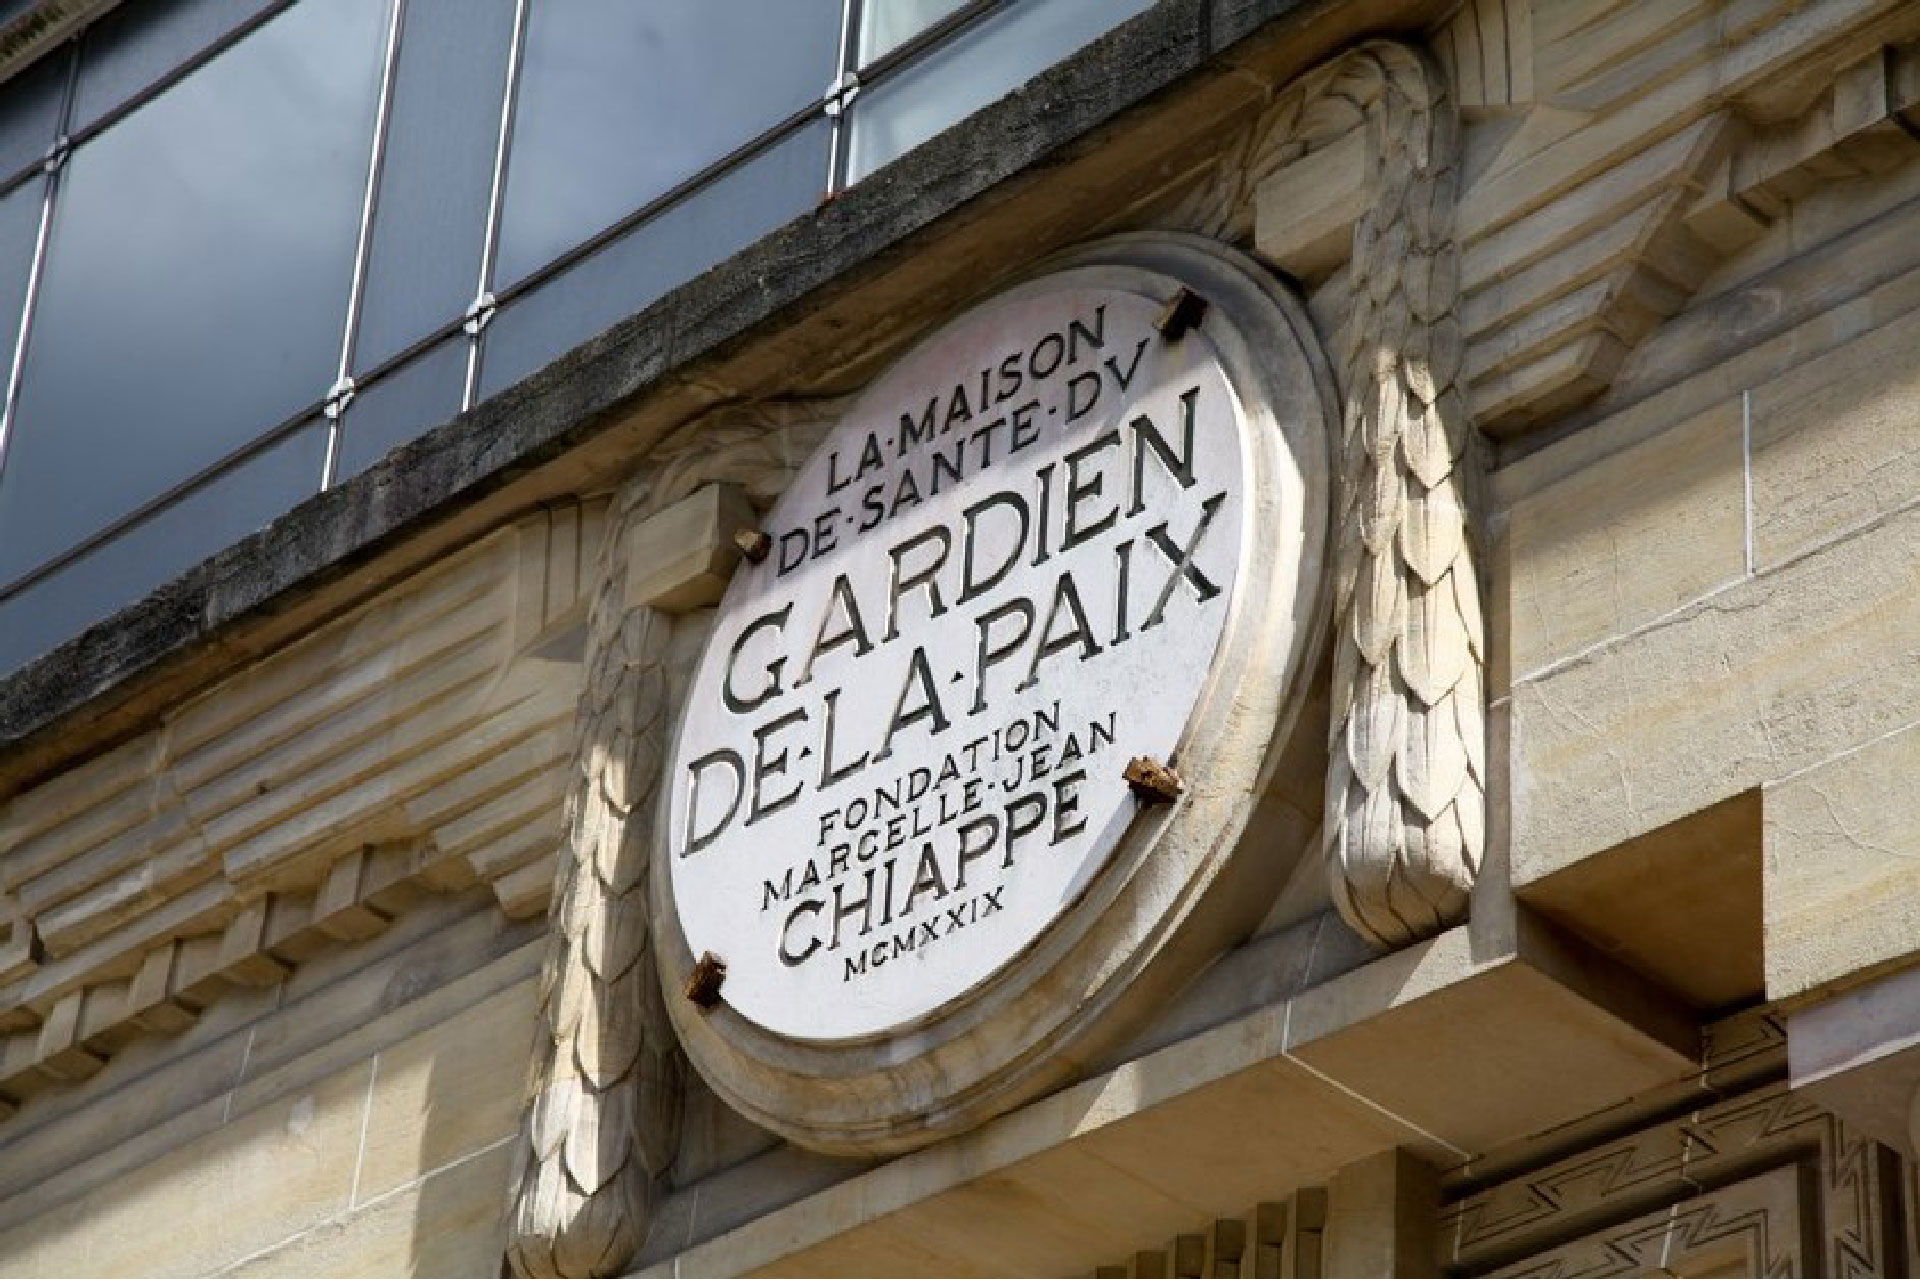 LA·MAISON
DE·SANTE·DV
GARDIEN
DE·LA·PAIX
FONDATION
MARCELLE-JEAN
CHIAPPE
MCMXXIX